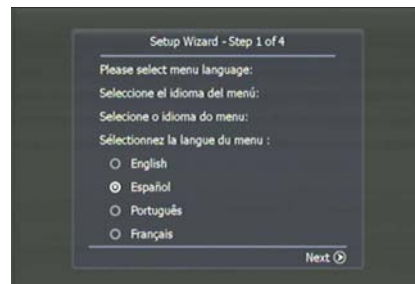 Setup Wizard - Step 1 of 4
Please select menu language:
Seleccione el idioma del menú:
Selecione o idioma do menu:
Sélectionnez la langue du menu :
English
Español
Português
Français
Next